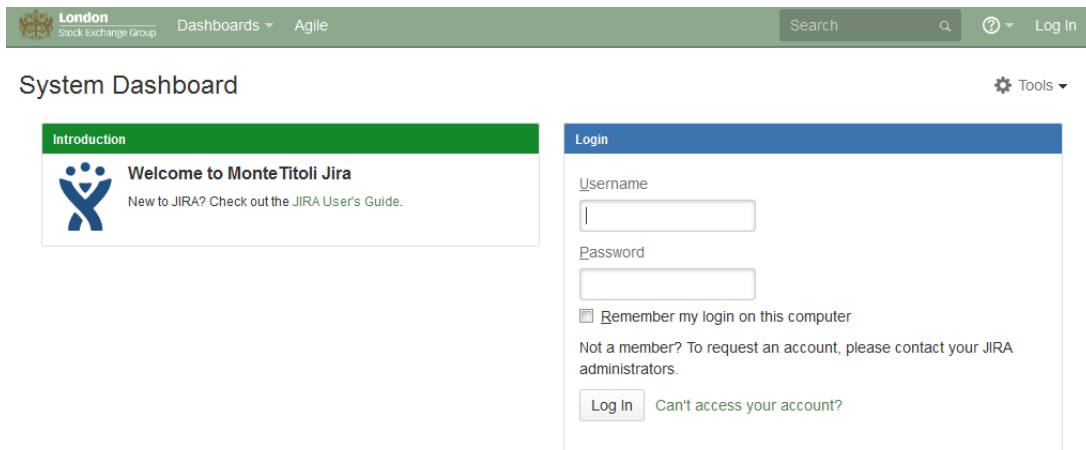 London
Stock Exchange Group
Dashboards
Agile
Search
Log In
System Dashboard
Tools
Introduction
Welcome to MonteTitoli Jira
New to JIRA? Check out the JIRA User's Guide.
Login
Username
Password
Remember my login on this computer
Not a member? To request an account, please contact your JIRA
administrators.
Log In
Can't access your account?